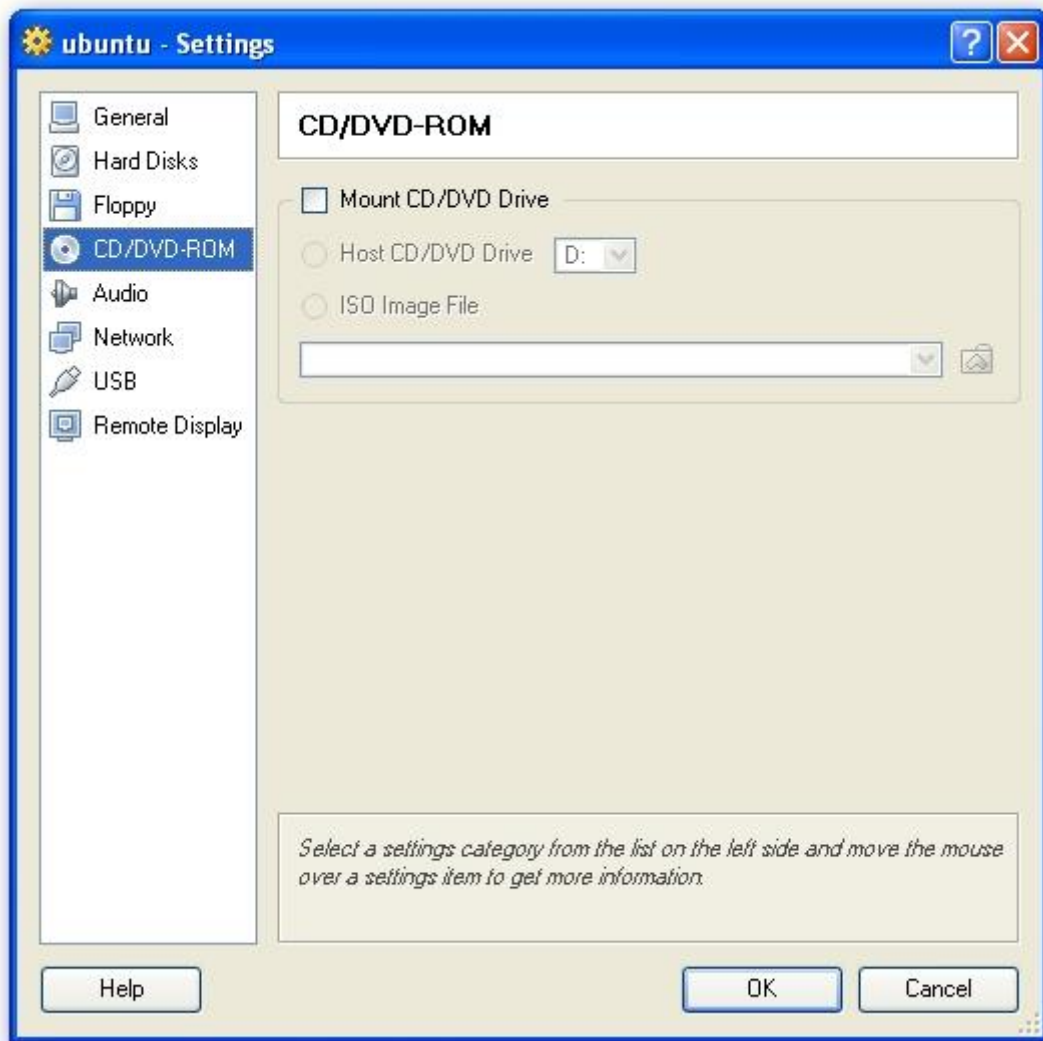 ubuntu - Settings
General
Hard Disks
Floppy
CD/DVD-ROM
Audio
Network
USB
Remote Display
CD/DVD-ROM
Mount CD/DVD Drive
Host CD/DVD Drive D:
ISO Image File
Select a settings category from the list on the left side and move the mouse
over a settings item to get more information.
Help
OK
Cancel